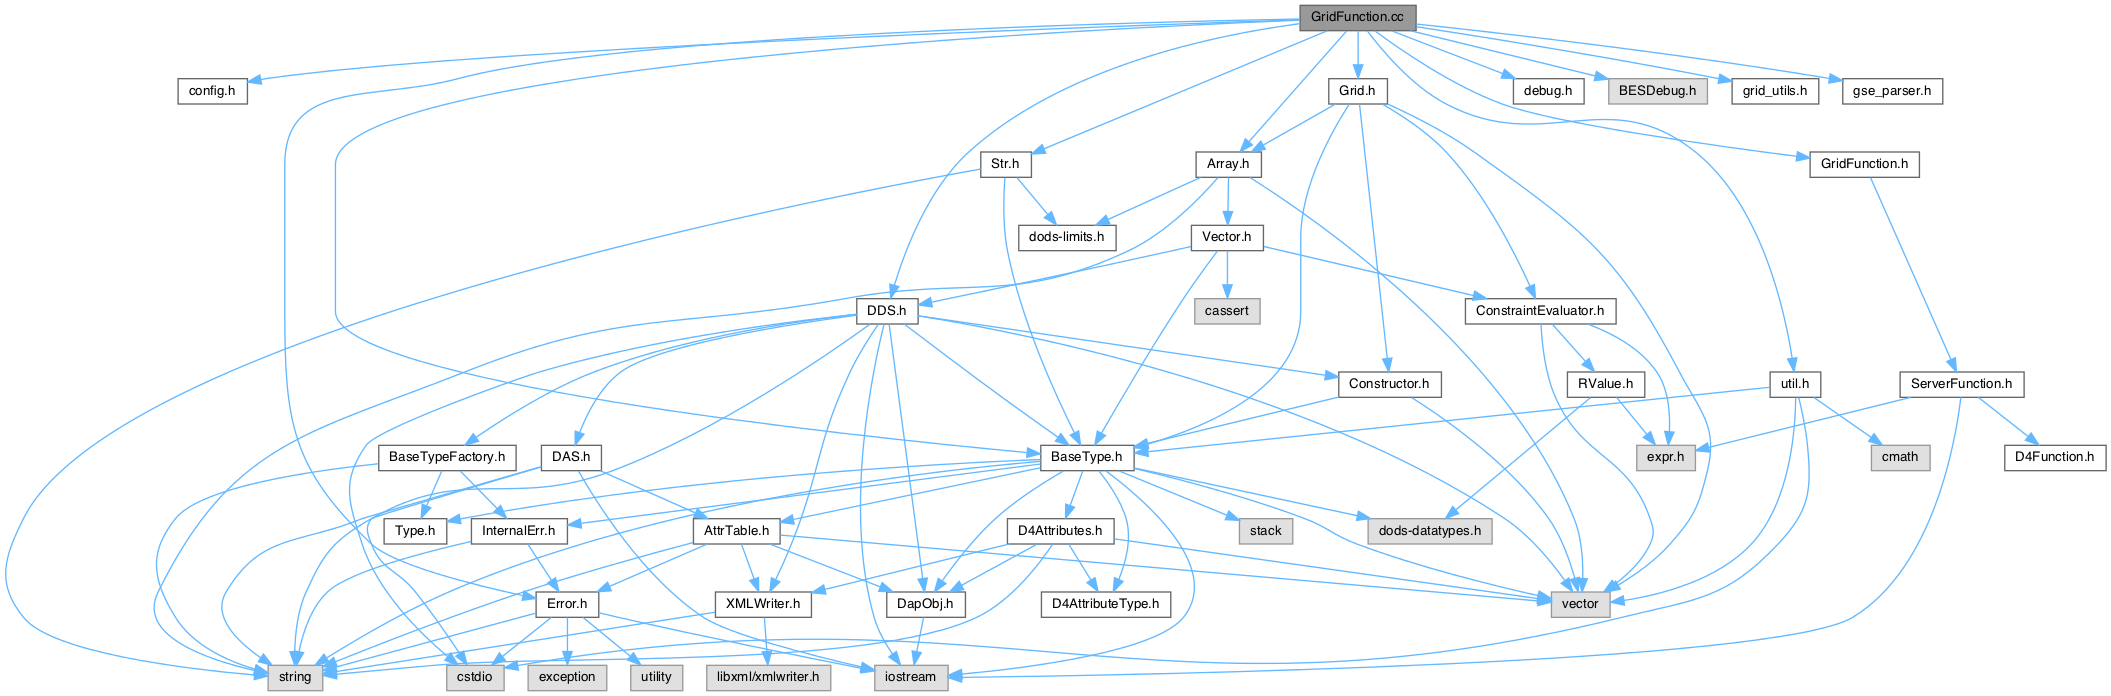 GridFunction.cc
config.h
Grid.h
debug.h
BESDebug.h
grid_utils.h
gse_parser.h
Str.h
Array.h
GridFunction.h
dods-limits.h
Vector.h
DDS.h
cassert
ConstraintEvaluator.h
Constructor.h
RValue.h
util.h
ServerFunction.h
BaseTypeFactory.h
DAS.h
BaseType.h
expr.h
cmath
D4Function.h
Type.h
InternalErr.h
AttrTable.h
D4Attributes.h
stack
dods-datatypes.h
Error.h
XMLWriter.h
DapObj.h
D4AttributeType.h
vector
string
cstdio
exception
utility
libxml/xmlwriter.h
iostream